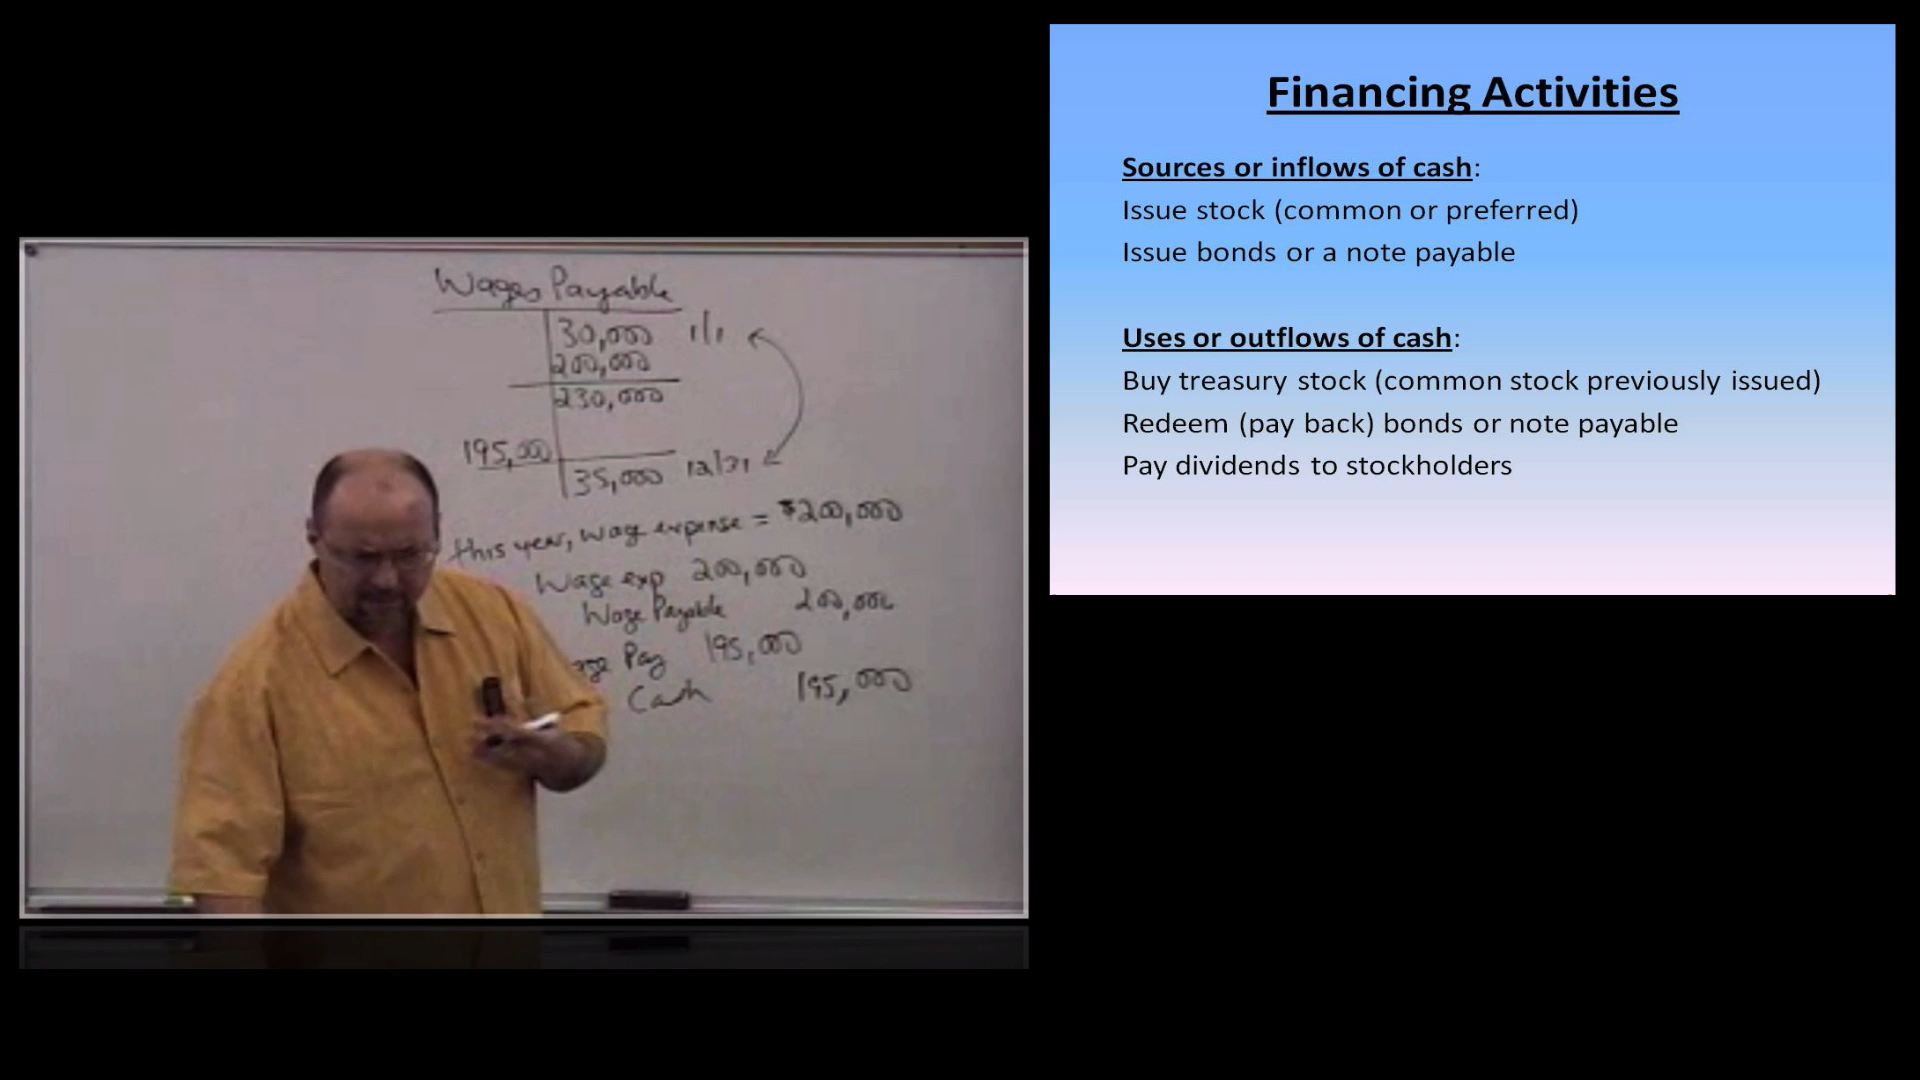 Wages Payable
30,000 1/1
200,000
230,000
195,000
35,000 12/31
this year, wage expense = $200,000
Wage exp 200,000
Wage Payable 200,000
Pay 195,000
Cash 195,000
Financing Activities
Sources or inflows of cash:
Issue stock (common or preferred)
Issue bonds or a note payable
Uses or outflows of cash:
Buy treasury stock (common stock previously issued)
Redeem (pay back) bonds or note payable
Pay dividends to stockholders